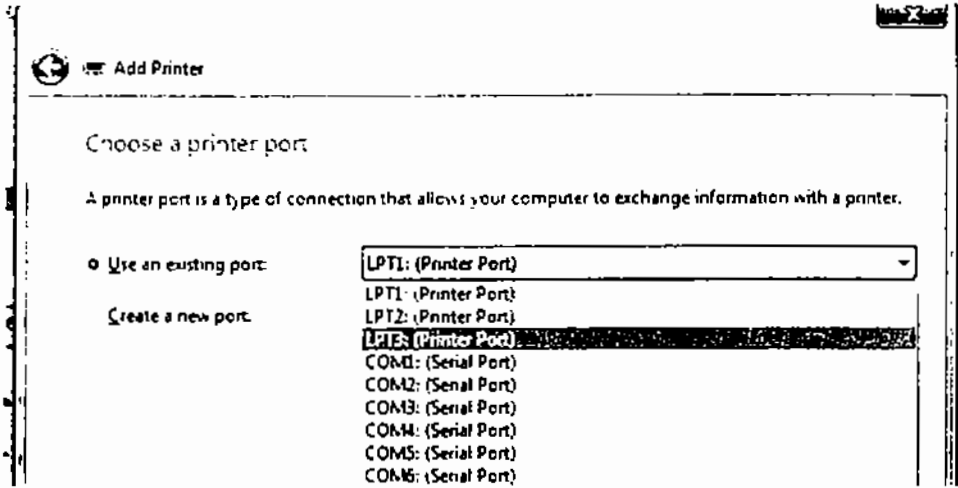 Add Printer
Choose a printer port
A printer port is a type of connection that allows your computer to exchange information with a printer.
Use an existing port: LPT1: (Printer Port)
LPT1: (Printer Port)
LPT2: (Printer Port)
Create a new port:
LPT3: (Printer Port)
COM1: (Serial Port)
COM2: (Serial Port)
COM3: (Serial Port)
COM4: (Serial Port)
COM5: (Serial Port)
COM6: (Serial Port)